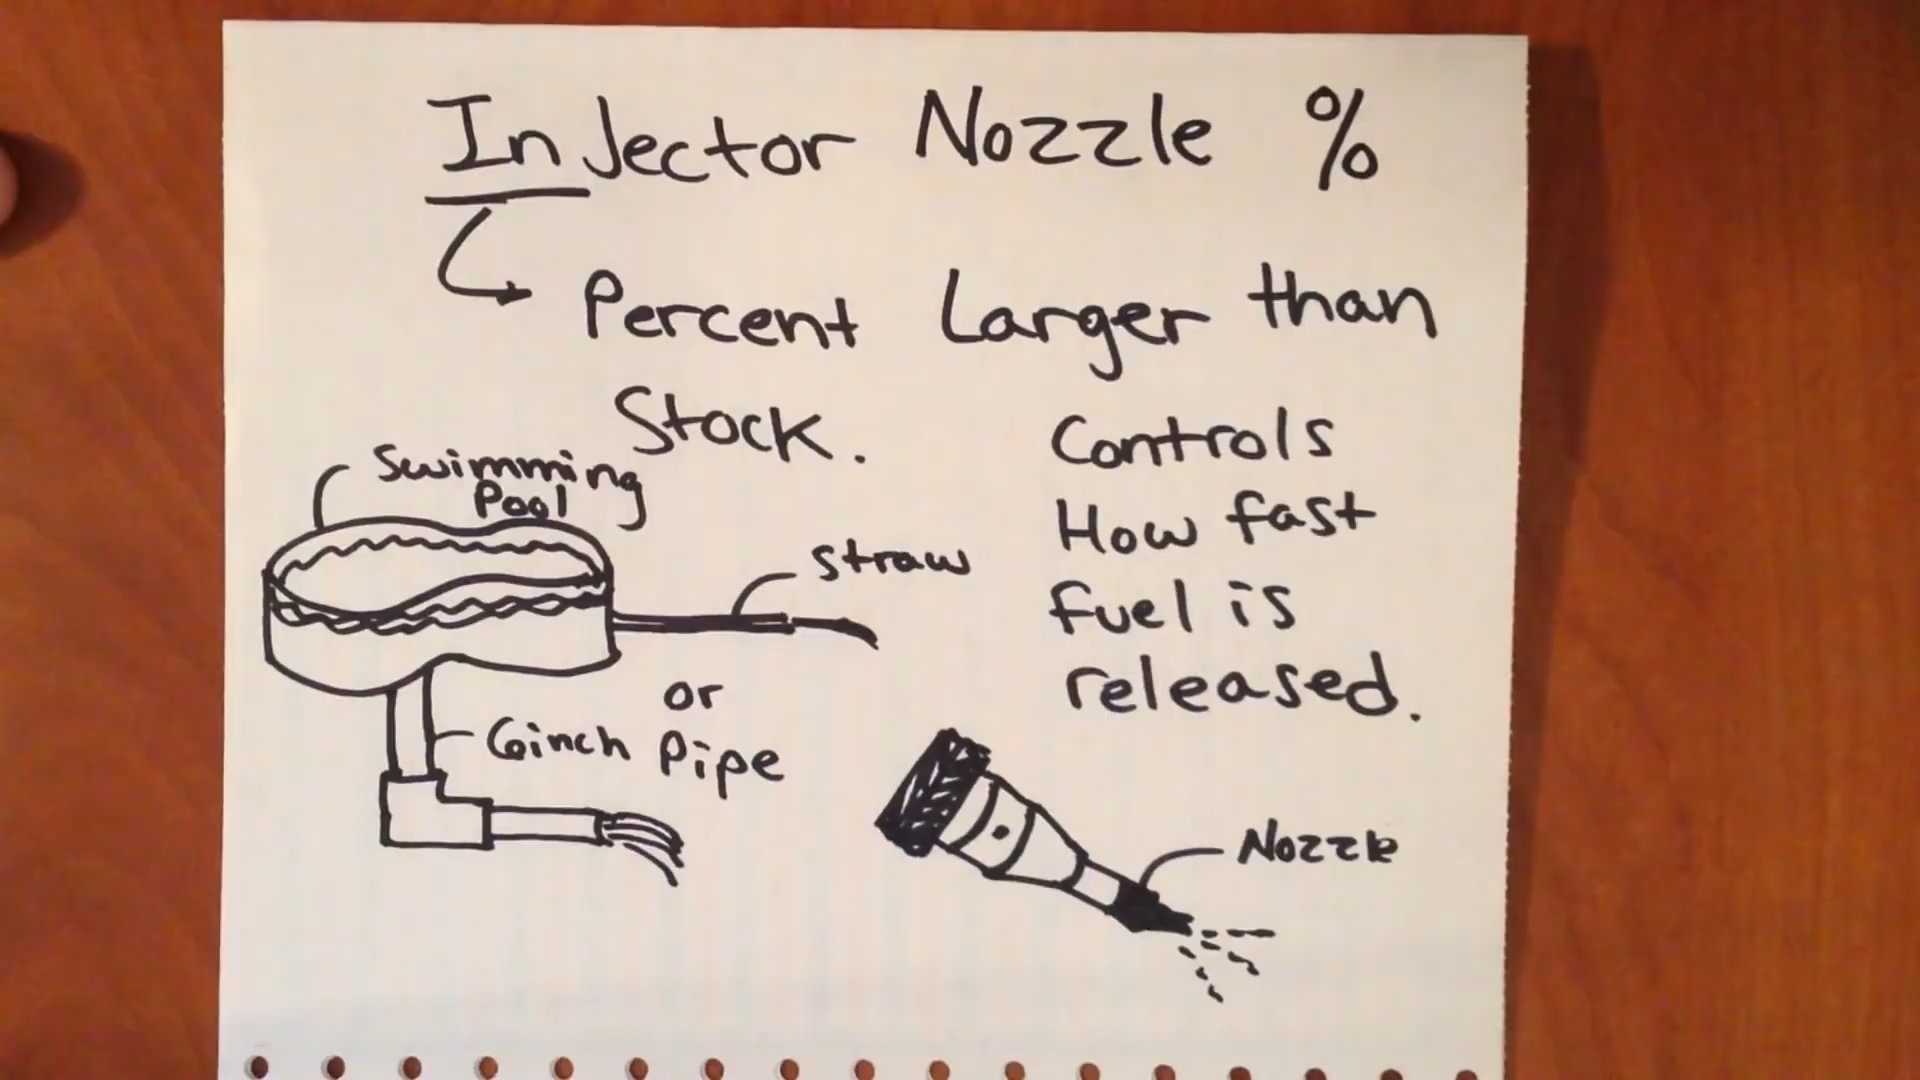 InJector Nozzle %
Percent Larger than
Stock.
Controls
How fast
fuel is
released.
Swimming
Pool
straw
or
6inch Pipe
Nozzle